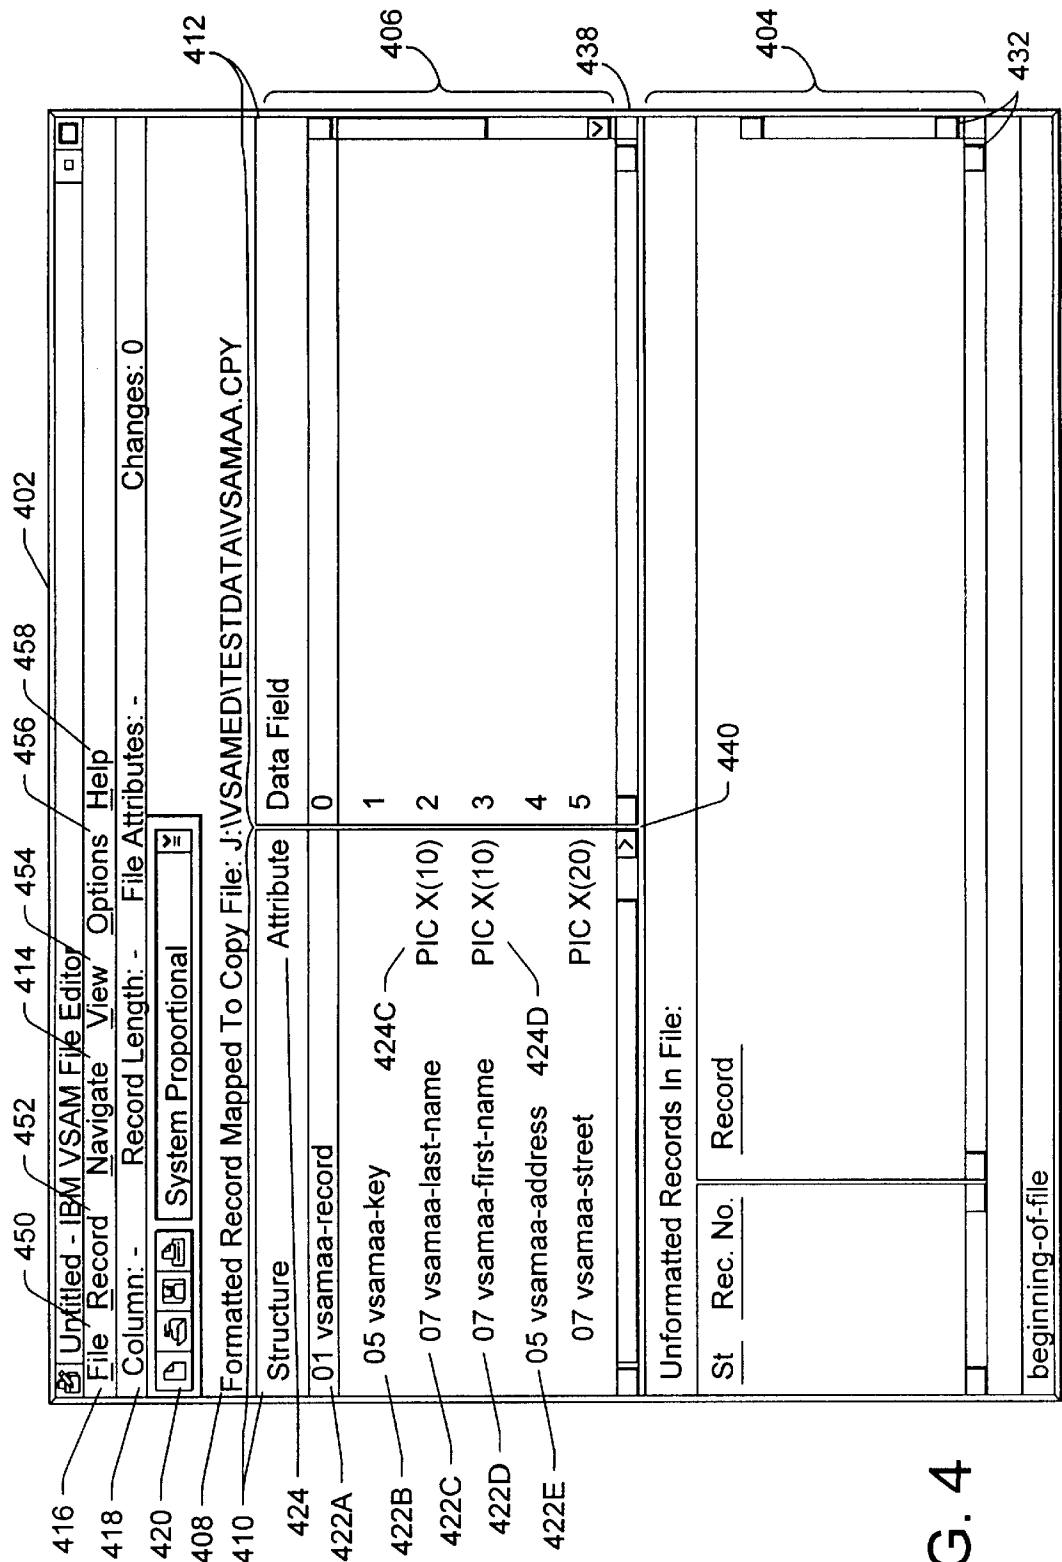 450 452 414 454 456 458 402
Untitled - IBM VSAM File Editor
416 File Record Navigate View Options Help
418 Column: - Record Length: - File Attributes: - Changes: 0
420 System Proportional
408 Formatted Record Mapped To Copy File: J:\VSAMED\TESTDATA\VSAMAA.CPY
410 Structure Attribute Data Field 412
424
422A 01 vsamaa-record 0
422B 05 vsamaa-key 424C 1
422C 07 vsamaa-last-name PIC X(10) 2 406
422D 07 vsamaa-first-name PIC X(10) 3
422E 05 vsamaa-address 424D 4
07 vsamaa-street PIC X(20) 5
438
440
Unformatted Records In File:
St Rec. No. Record 404
432
beginning-of-file
G. 4